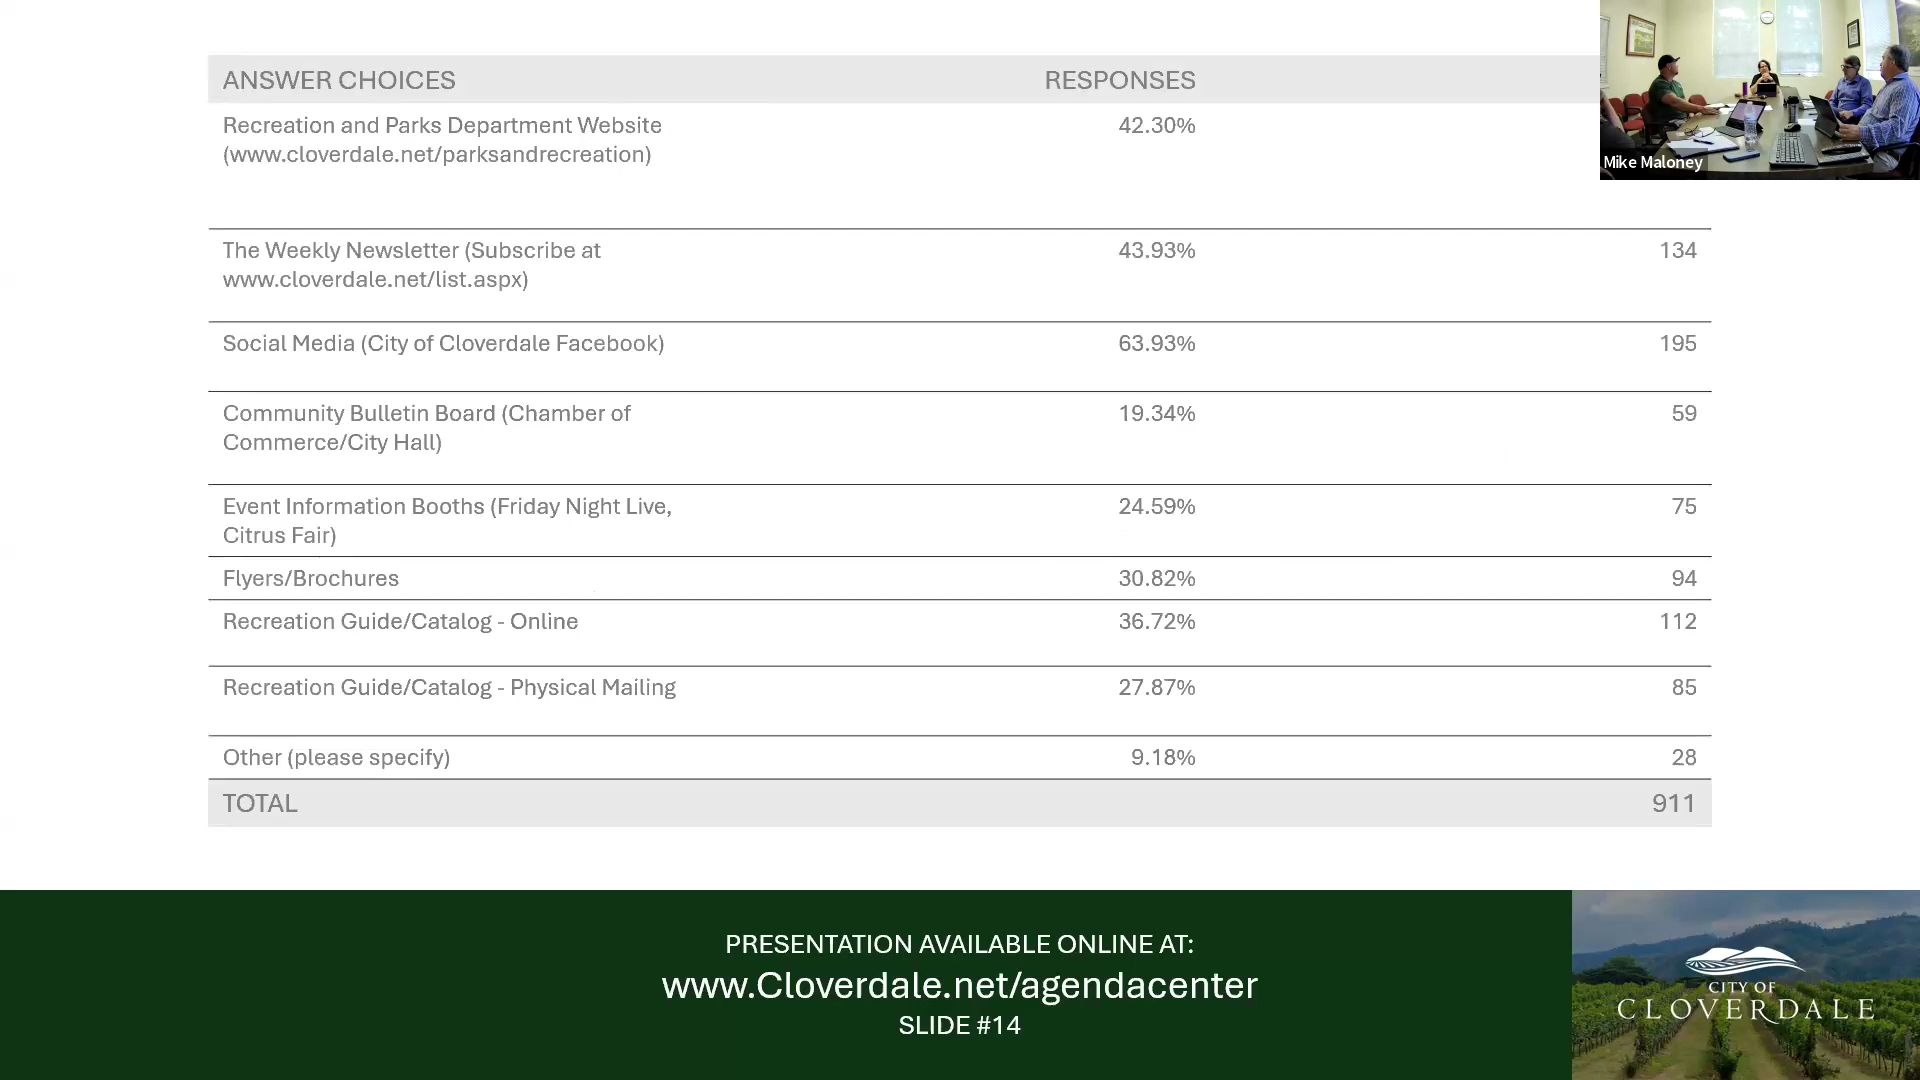 ANSWER CHOICES RESPONSES
Recreation and Parks Department Website 42.30%
(www.cloverdale.net/parksandrecreation)
The Weekly Newsletter (Subscribe at 43.93% 134
www.cloverdale.net/list.aspx)
Social Media (City of Cloverdale Facebook) 63.93% 195
Community Bulletin Board (Chamber of 19.34% 59
Commerce/City Hall)
Event Information Booths (Friday Night Live, 24.59% 75
Citrus Fair)
Flyers/Brochures 30.82% 94
Recreation Guide/Catalog - Online 36.72% 112
Recreation Guide/Catalog - Physical Mailing 27.87% 85
Other (please specify) 9.18% 28
TOTAL 911
Mike Maloney
PRESENTATION AVAILABLE ONLINE AT:
www.Cloverdale.net/agendacenter
SLIDE #14
CITY OF
CLOVERDALE